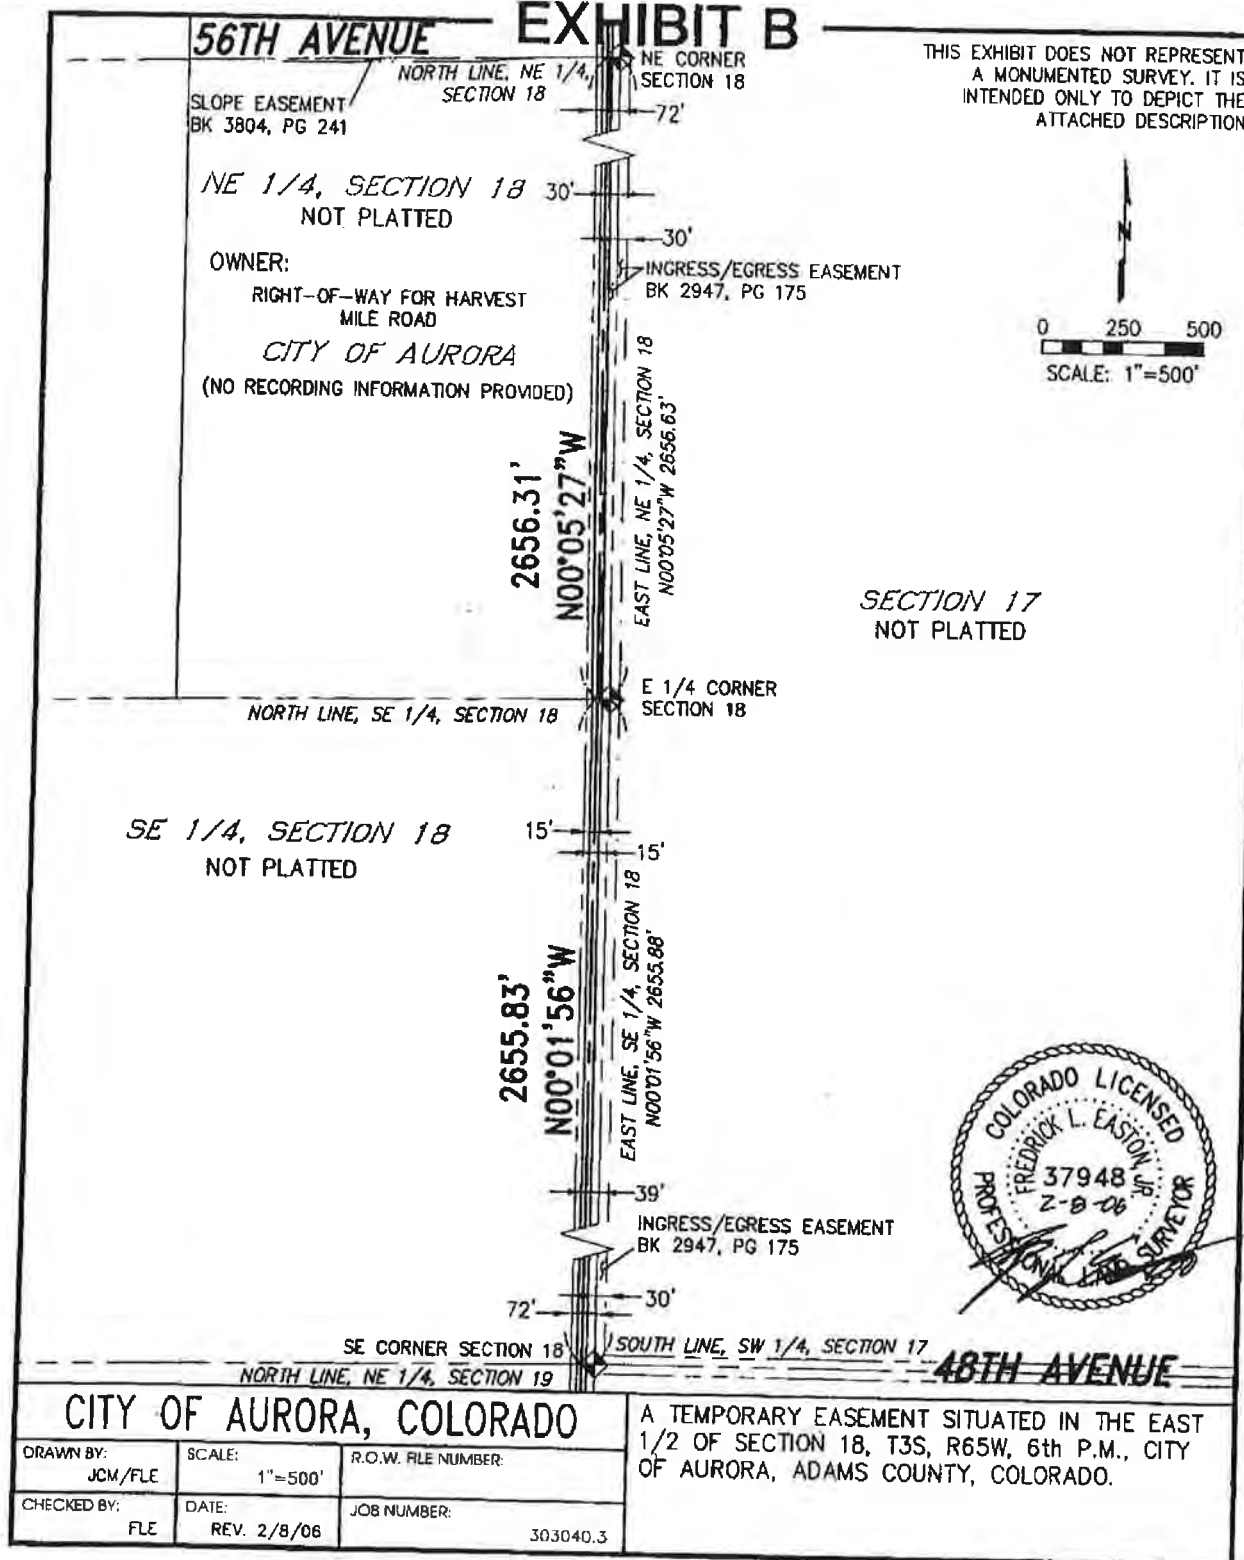 EXHIBIT B
56TH AVENUE
NORTH LINE, NE 1/4,
SECTION 18
NE CORNER
SECTION 18
THIS EXHIBIT DOES NOT REPRESENT
A MONUMENTED SURVEY. IT IS
INTENDED ONLY TO DEPICT THE
ATTACHED DESCRIPTION
SLOPE EASEMENT
BK 3804, PG 241
72'
NE 1/4, SECTION 18
NOT PLATTED
30'
30'
N
OWNER:
RIGHT-OF-WAY FOR HARVEST
MILE ROAD
CITY OF AURORA
(NO RECORDING INFORMATION PROVIDED)
INGRESS/EGRESS EASEMENT
BK 2947, PG 175
0 250 500
SCALE: 1"=500'
2656.31'
N00°05'27"W
EAST LINE, NE 1/4, SECTION 18
N00°05'27"W 2656.63'
SECTION 17
NOT PLATTED
E 1/4 CORNER
SECTION 18
NORTH LINE, SE 1/4, SECTION 18
SE 1/4, SECTION 18
NOT PLATTED
15'
15'
2655.83'
N00°01'56"W
EAST LINE, SE 1/4, SECTION 18
N00°01'56"W 2655.88'
39'
INGRESS/EGRESS EASEMENT
BK 2947, PG 175
COLORADO LICENSED
FREDRICK L. EASTON, JR.
37948
2-8-06
PROFESSIONAL LAND SURVEYOR
30'
72'
SE CORNER SECTION 18
SOUTH LINE, SW 1/4, SECTION 17
NORTH LINE, NE 1/4, SECTION 19
48TH AVENUE
CITY OF AURORA, COLORADO
DRAWN BY:
JCM/FLE
SCALE:
1"=500'
R.O.W. FILE NUMBER:
CHECKED BY:
FLE
DATE:
REV. 2/8/06
JOB NUMBER:
303040.3
A TEMPORARY EASEMENT SITUATED IN THE EAST
1/2 OF SECTION 18, T3S, R65W, 6th P.M., CITY
OF AURORA, ADAMS COUNTY, COLORADO.